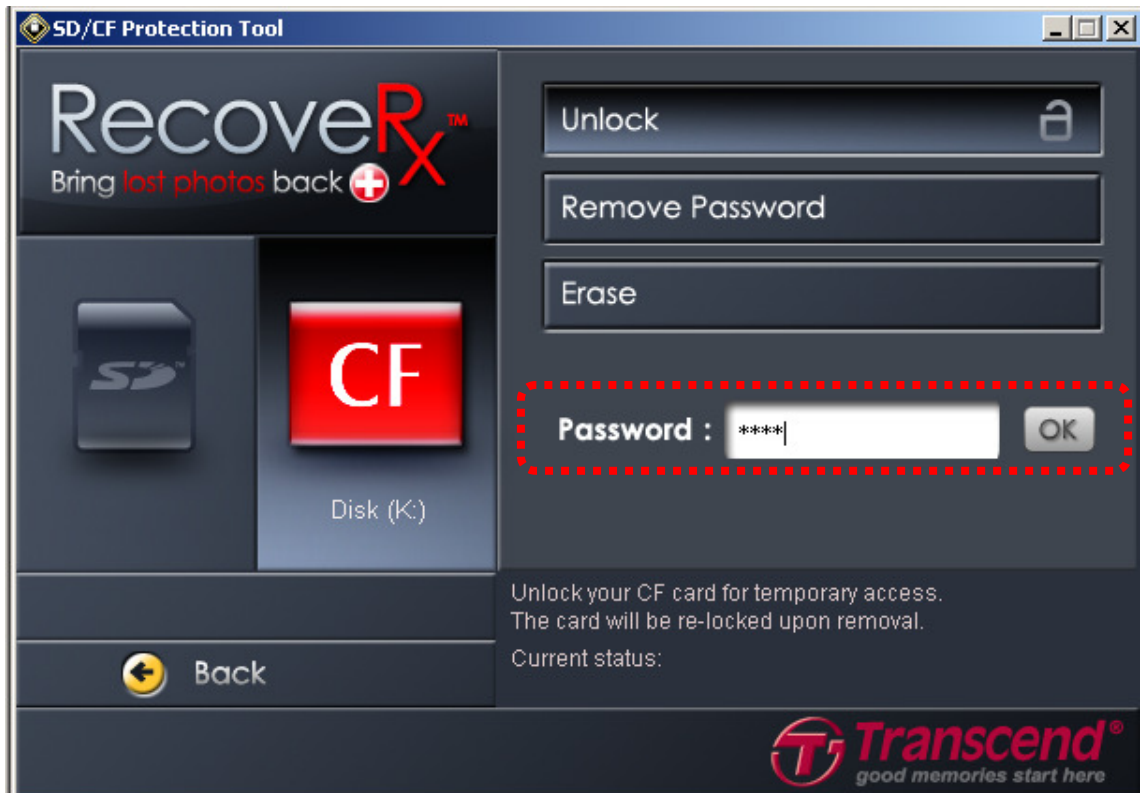 SD/CF Protection Tool
RecoveRx™
Bring lost photos back
SD™
CF
Disk (K:)
Back
Unlock
Remove Password
Erase
Password : ****
OK
Unlock your CF card for temporary access.
The card will be re-locked upon removal.
Current status:
Transcend®
good memories start here